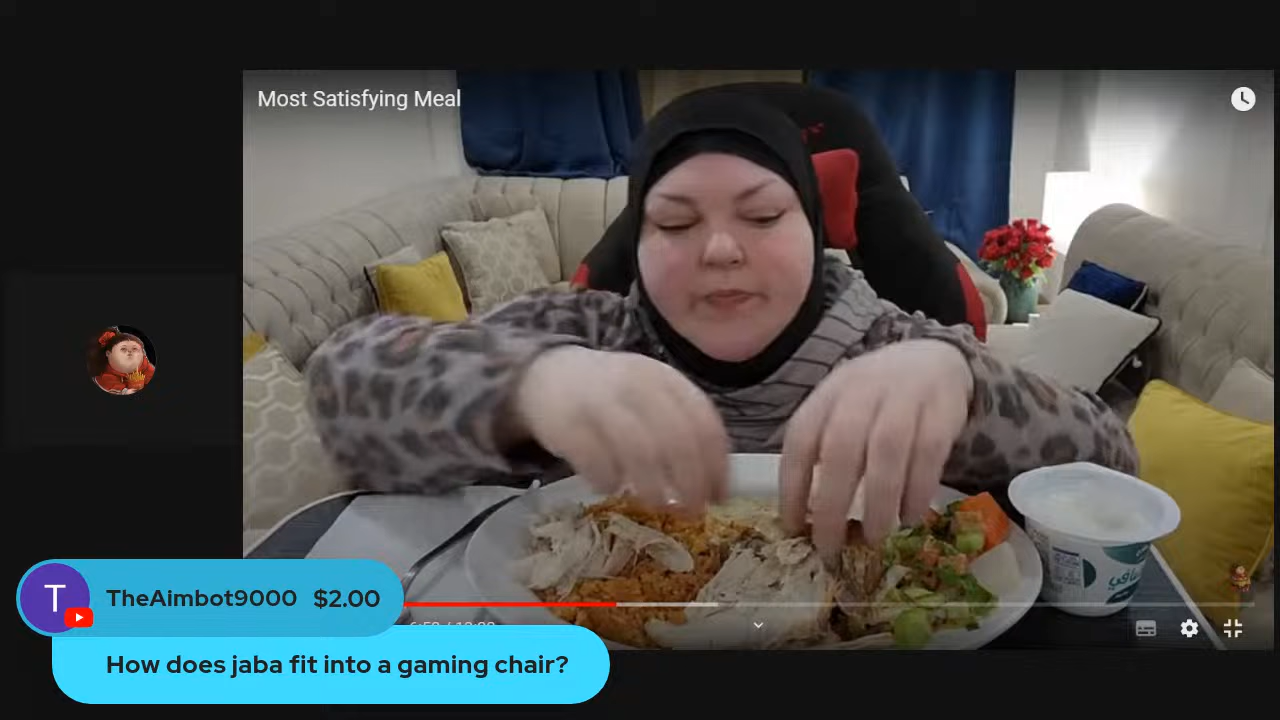 Most Satisfying Meal
T
TheAimbot9000 $2.00
How does jaba fit into a gaming chair?